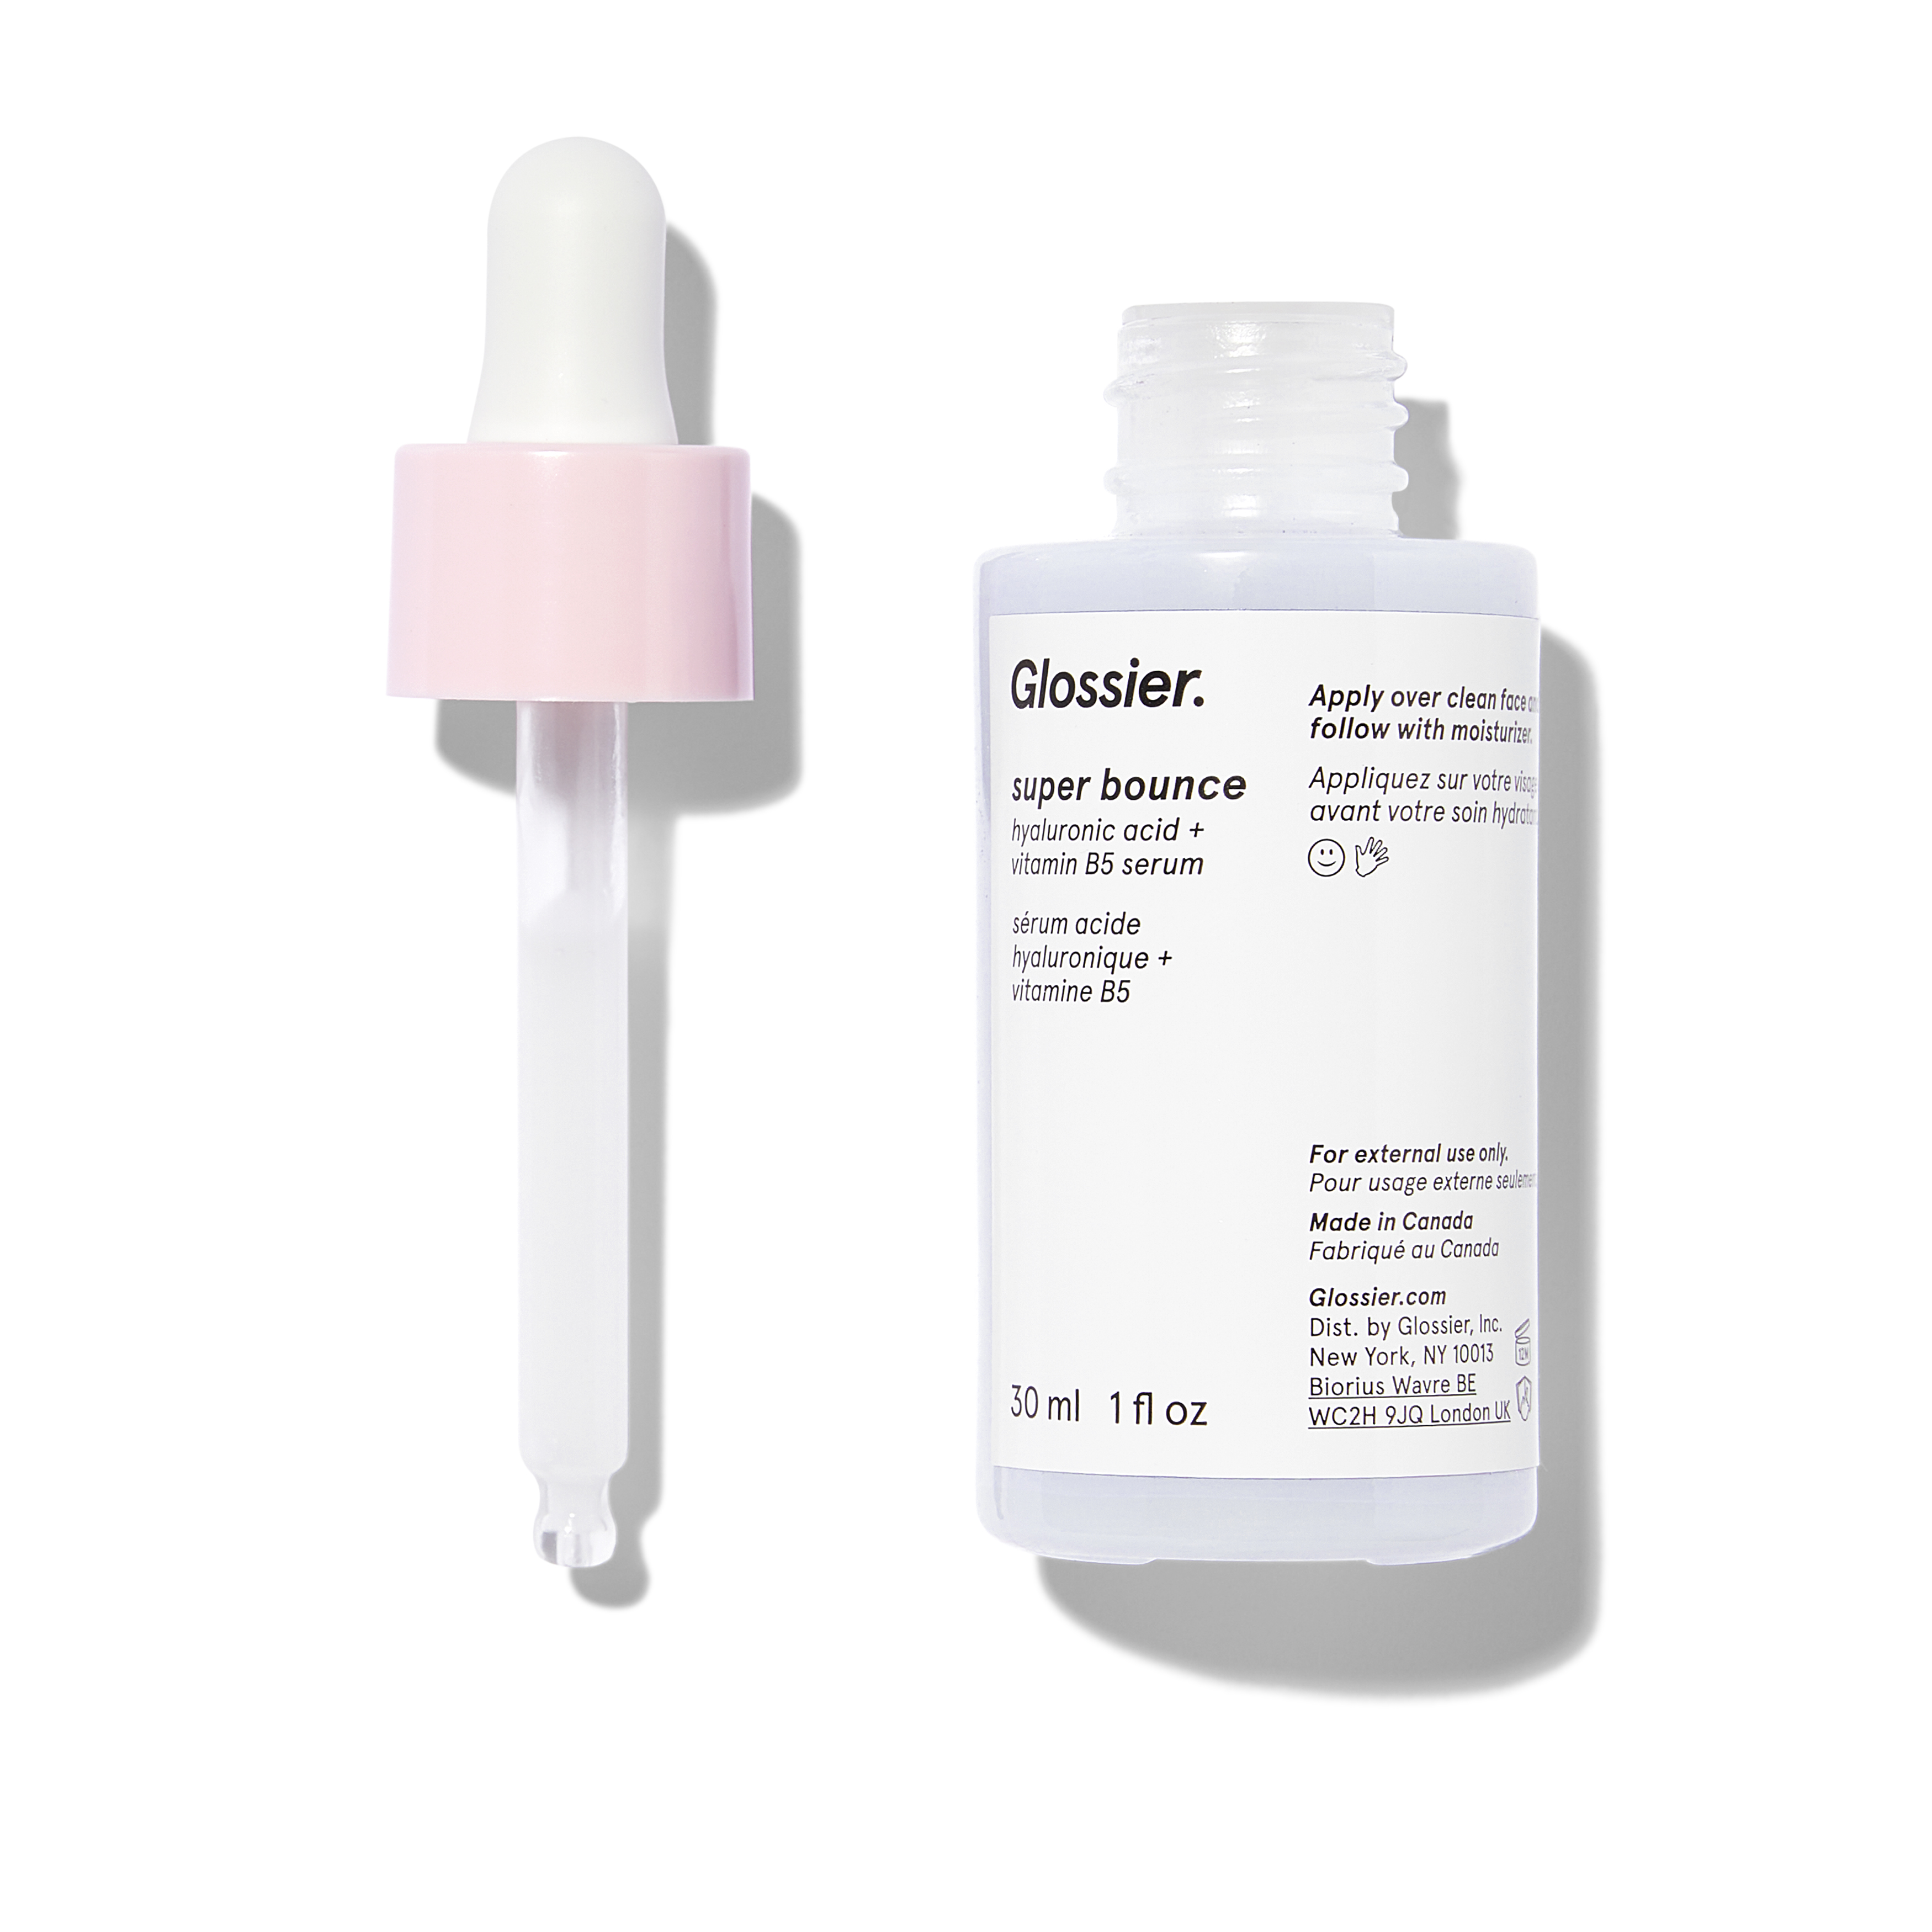 Glossier.
super bounce
hyaluronic acid +
vitamin B5 serum
sérum acide
hyaluronique +
vitamine B5
30 ml 1 fl oz
Apply over clean face
follow with moisturizer.
Appliquez sur votre
avant votre soin
For external use only.
Pour usage externe
Made in Canada
Fabriqué au Canada
Glossier.com
Dist. by Glossier, Inc.
New York, NY 10013
12M
Biorius Wavre BE
WC2H 9JQ London UK